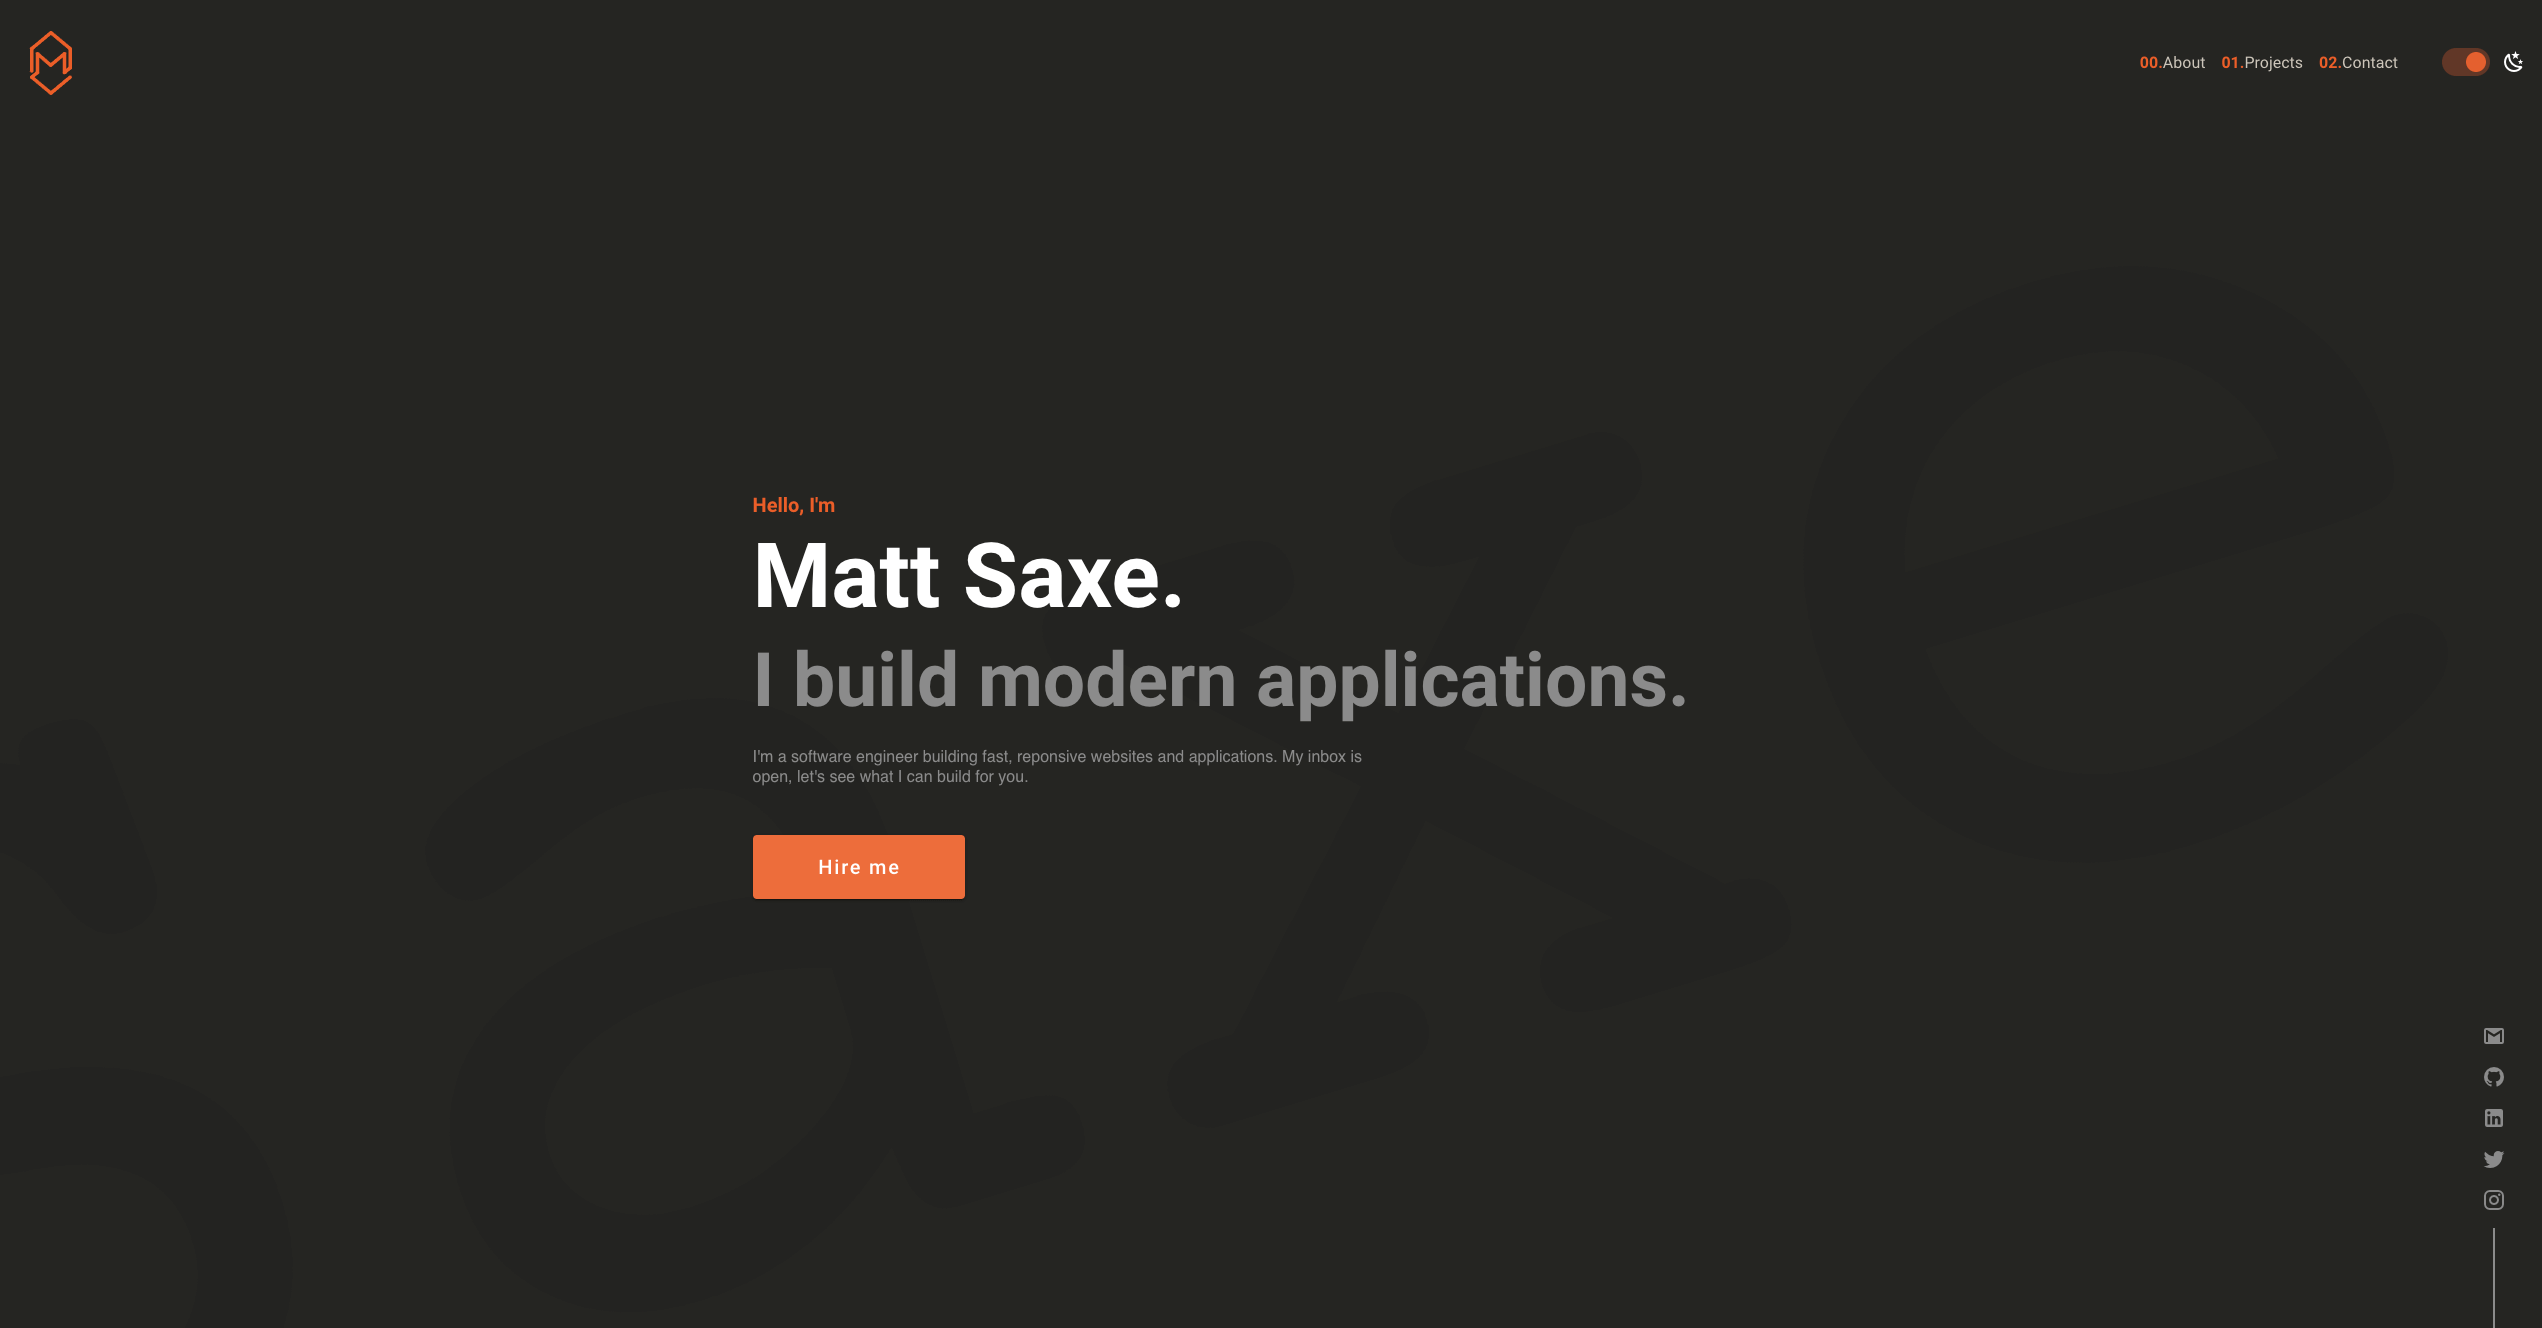 00.About 01.Projects 02.Contact
Hello, I'm
Matt Saxe.
I build modern applications.
I'm a software engineer building fast, reponsive websites and applications. My inbox is
open, let's see what I can build for you.
Hire me